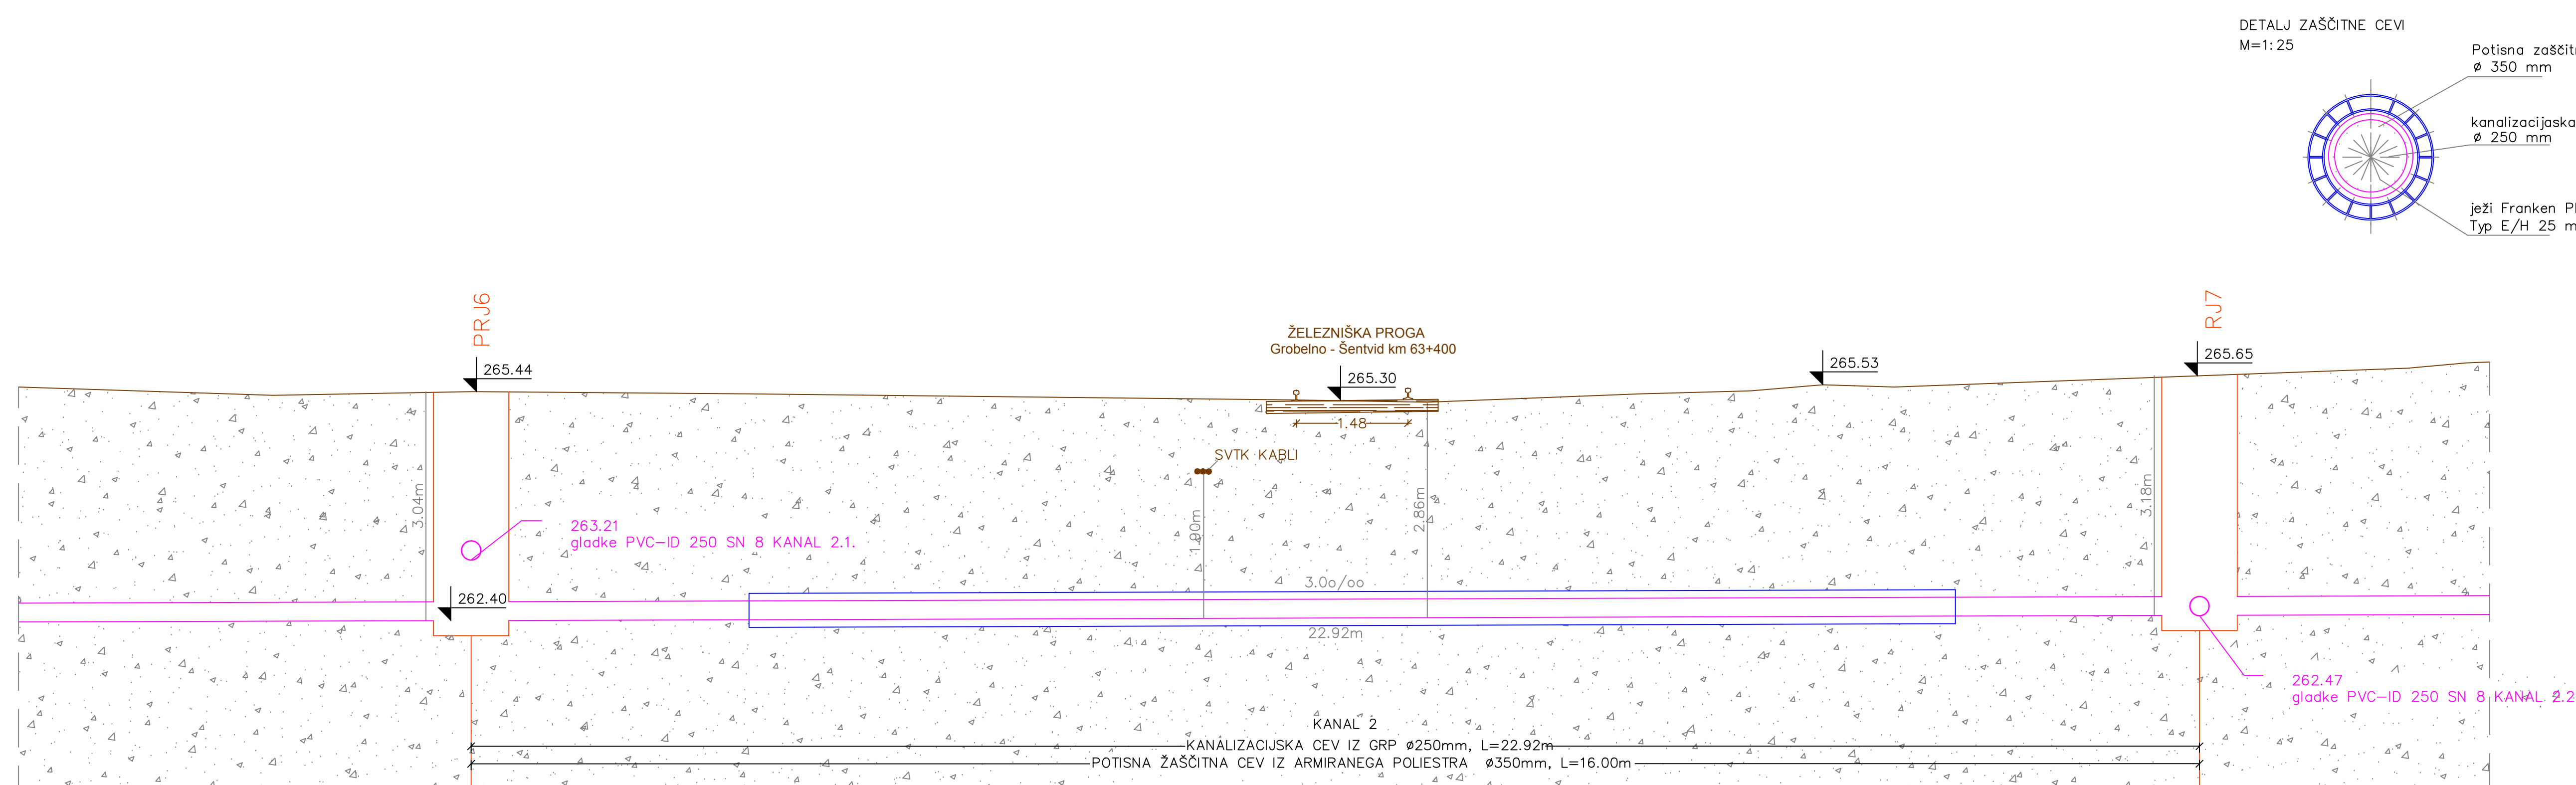 DETALJ ZAŠČITNE CEVI
M=1:25
Potisna
ø 350 mm
kanalizacijaska
ø 250 mm
ježi Franken
Typ E/H 25
PRJ6
RJ7
ŽELEZNIŠKA PROGA
Grobelno - Šentvid km 63+400
265.44
265.30
265.53
265.65
1.48
SVTK KABLI
3.04m
1.90m
2.86m
3.18m
263.21
gladke PVC-ID 250 SN 8 KANAL 2.1.
262.40
3.0o/oo
22.92m
262.47
gladke PVC-ID 250 SN 8 KANAL 2.2
KANAL 2
KANALIZACIJSKA CEV IZ GRP ø250mm, L=22.92m
POTISNA ŽAŠČITNA CEV IZ ARMIRANEGA POLIESTRA ø350mm, L=16.00m